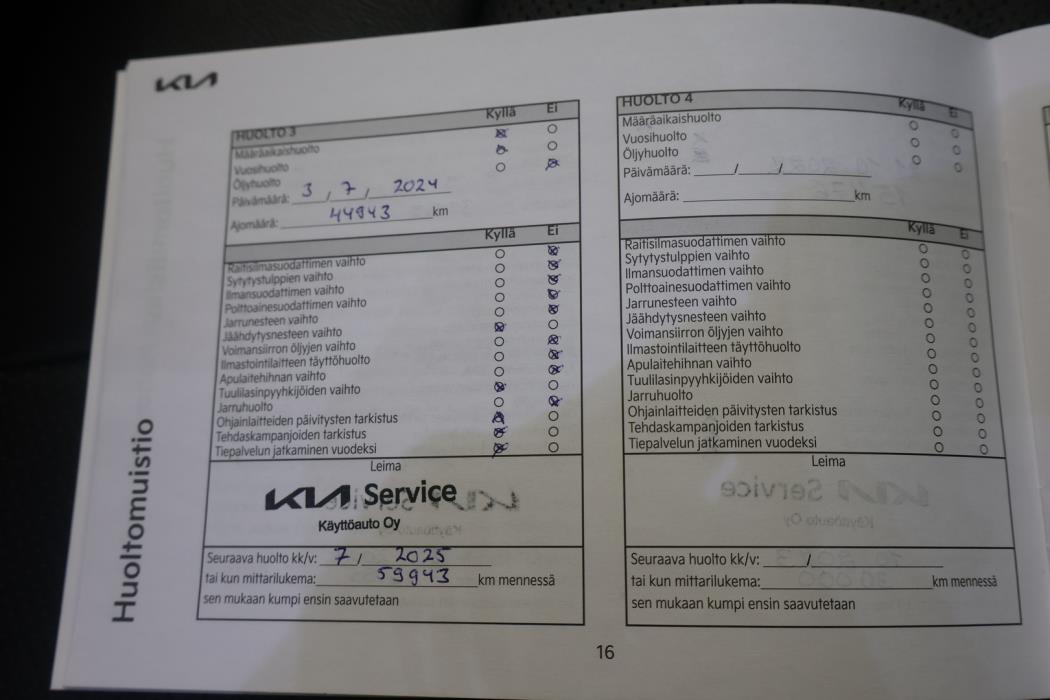 KIA
HUOLTO 3 Kyllä Ei
Määräaikaishuolto
Vuosihuolto
Öljyhuolto
Päivämäärä: 3 / 7 / 2024
Ajomäärä: 44943 km
Kyllä Ei
Raitisilmasuodattimen vaihto
Sytytystulppien vaihto
Ilmansuodattimen vaihto
Polttoainesuodattimen vaihto
Jarrunesteen vaihto
Jäähdytysnesteen vaihto
Voimansiirron öljyjen vaihto
Ilmastointilaitteen täyttöhuolto
Apulaitehihnan vaihto
Tuulilasinpyyhkijöiden vaihto
Jarruhuolto
Ohjainlaitteiden päivitysten tarkistus
Tehdaskampanjoiden tarkistus
Tiepalvelun jatkaminen vuodeksi
Leima
KIA Service
Käyttöauto Oy
Seuraava huolto kk/v: 7 / 2025
tai kun mittarilukema: 59943 km mennessä
sen mukaan kumpi ensin saavutetaan
HUOLTO 4 Kyllä Ei
Määräaikaishuolto
Vuosihuolto
Öljyhuolto
Päivämäärä: / /
Ajomäärä: km
Kyllä Ei
Raitisilmasuodattimen vaihto
Sytytystulppien vaihto
Ilmansuodattimen vaihto
Polttoainesuodattimen vaihto
Jarrunesteen vaihto
Jäähdytysnesteen vaihto
Voimansiirron öljyjen vaihto
Ilmastointilaitteen täyttöhuolto
Apulaitehihnan vaihto
Tuulilasinpyyhkijöiden vaihto
Jarruhuolto
Ohjainlaitteiden päivitysten tarkistus
Tehdaskampanjoiden tarkistus
Tiepalvelun jatkaminen vuodeksi
Leima
Seuraava huolto kk/v: /
tai kun mittarilukema: km mennessä
sen mukaan kumpi ensin saavutetaan
Huoltomuistio
16